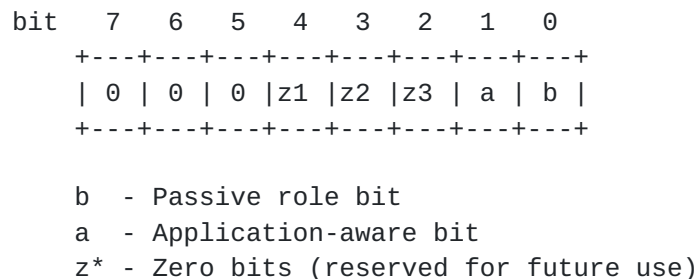 bit   7   6   5   4   3   2   1   0
    +---+---+---+---+---+---+---+---+
    | 0 | 0 | 0 |z1 |z2 |z3 | a | b |
    +---+---+---+---+---+---+---+---+
    b  - Passive role bit
    a  - Application-aware bit
    z* - Zero bits (reserved for future use)